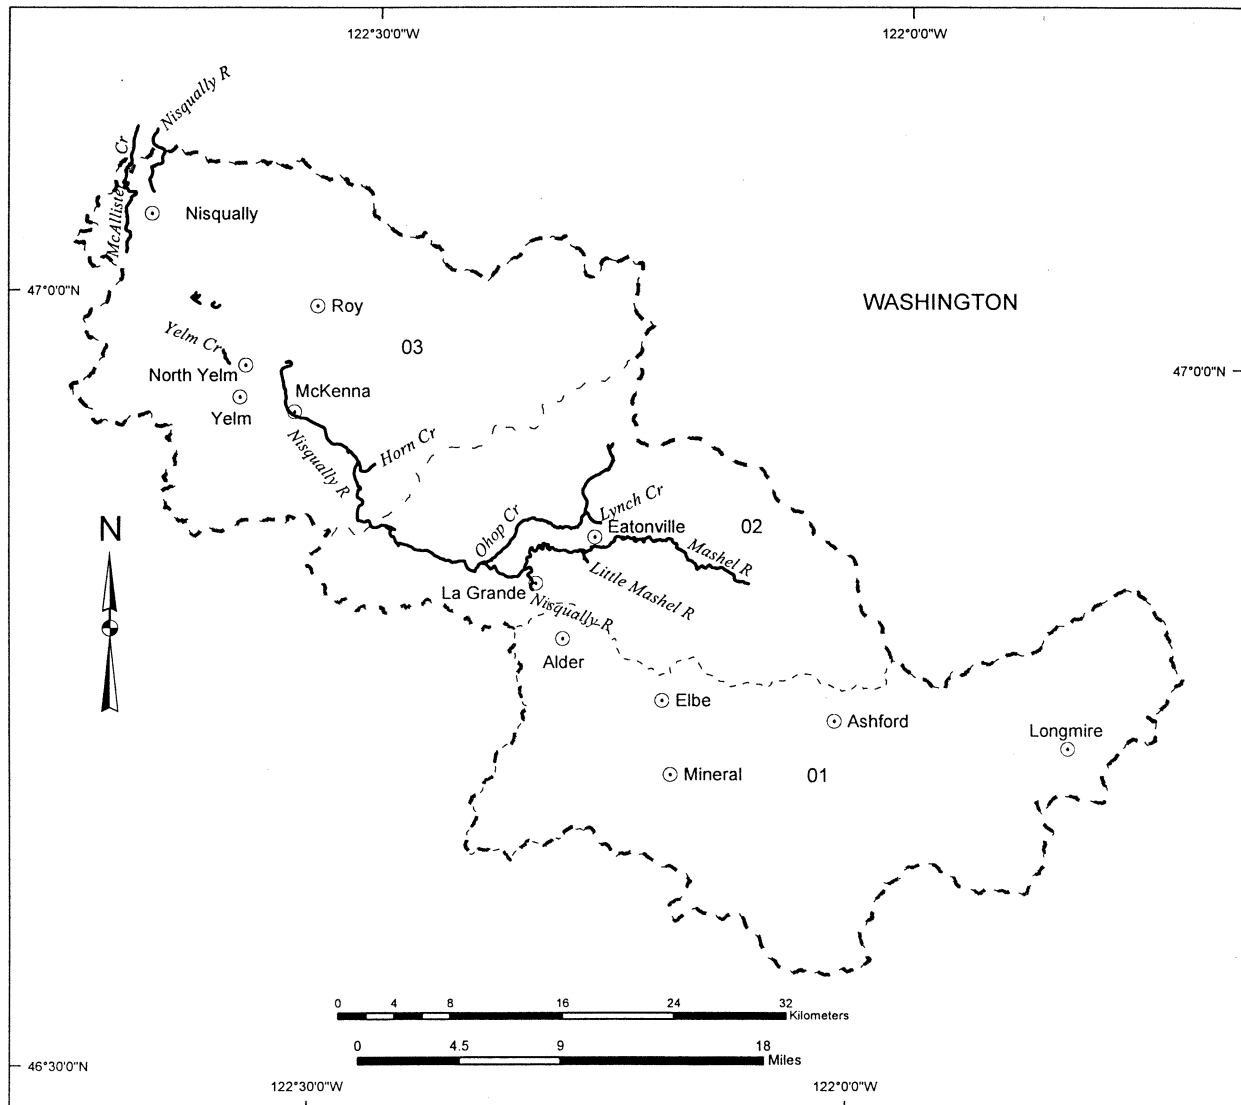 122°30'0"W
122°0'0"W
Nisqually R
McAllister Cr
Nisqually
47°0'0"N
Roy
WASHINGTON
Yelm Cr
03
North Yelm
47°0'0"N
McKenna
Yelm
Nisqually R
Horn Cr
Lynch Cr
N
Ohop Cr
Eatonville
02
Mashel R
La Grande
Little Mashel R
Nisqually R
Alder
Elbe
Ashford
Longmire
Mineral
01
0 4 8 16 24 32
Kilometers
0 4.5 9 18
Miles
46°30'0"N
122°30'0"W
122°0'0"W